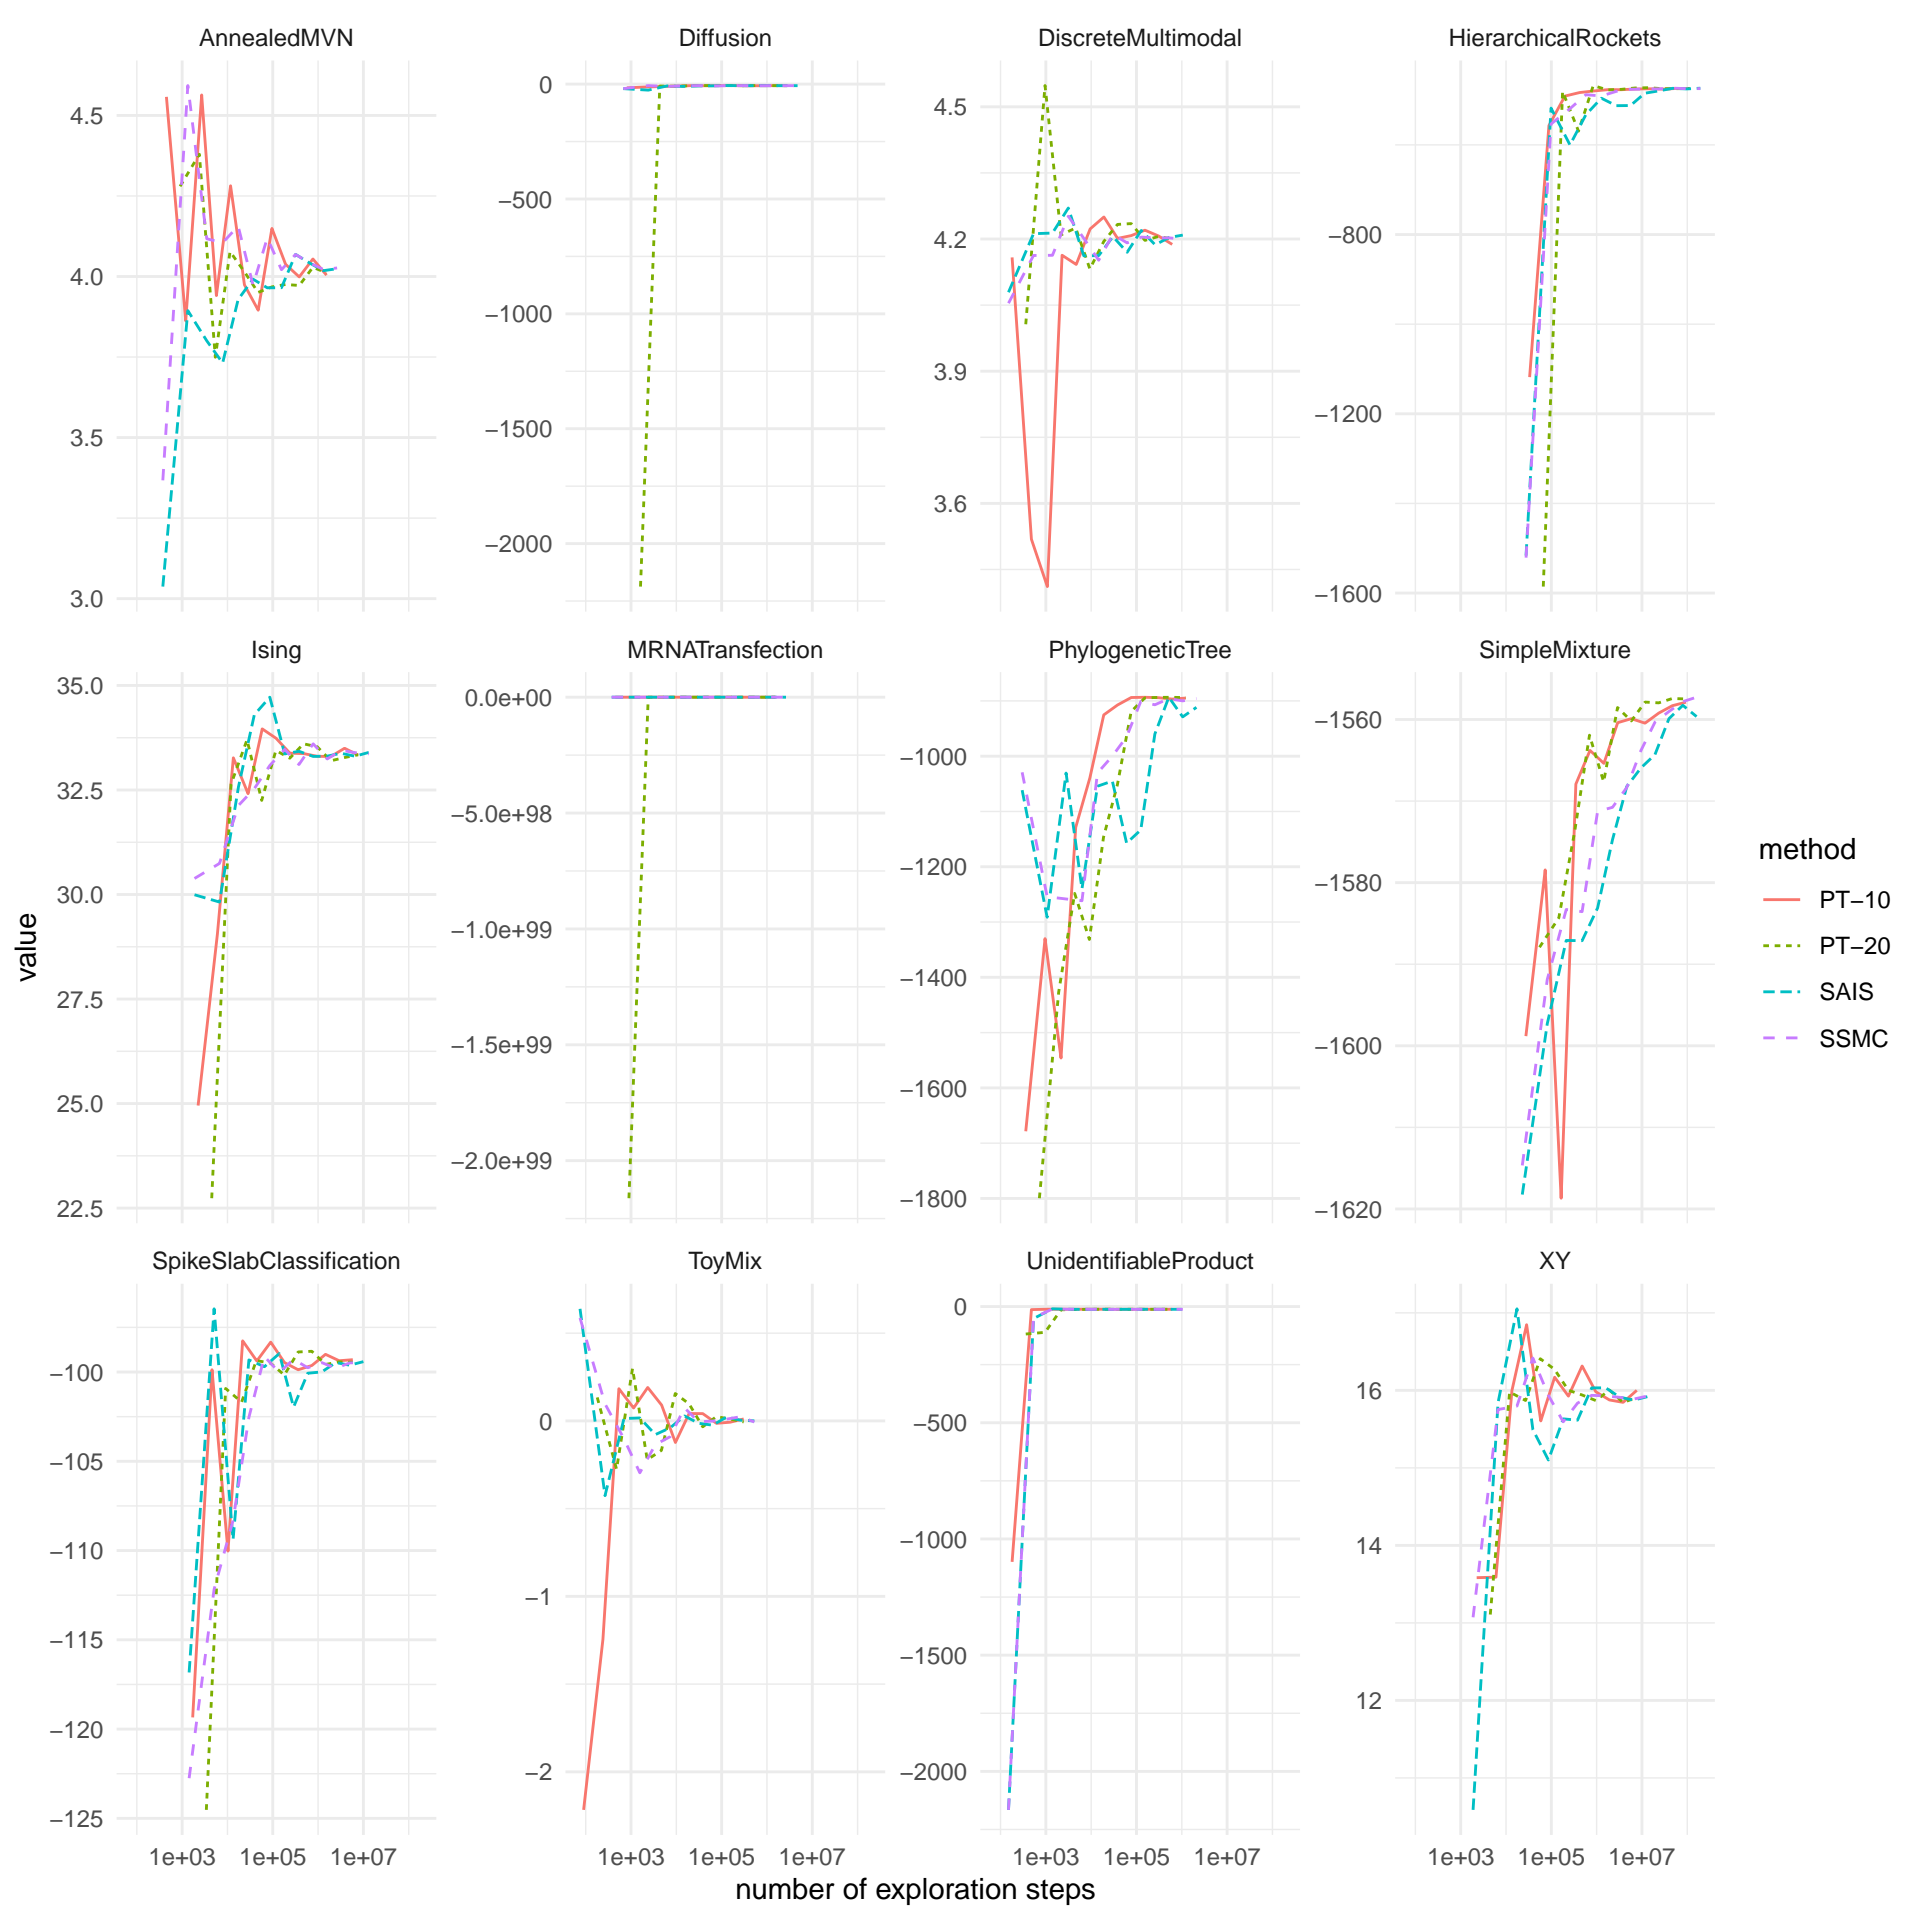 AnnealedMVN
Diffusion
DiscreteMultimodal
HierarchicalRockets
4.5
4.0
3.5
3.0
0
−500
−1000
−1500
−2000
4.5
4.2
3.9
3.6
−800
−1200
−1600
Ising
MRNATransfection
PhylogeneticTree
SimpleMixture
35.0
32.5
30.0
27.5
25.0
22.5
0.0e+00
−5.0e+98
−1.0e+99
−1.5e+99
−2.0e+99
−1000
−1200
−1400
−1600
−1800
−1560
−1580
−1600
−1620
SpikeSlabClassification
ToyMix
UnidentifiableProduct
XY
−100
−105
−110
−115
−120
−125
0
−1
−2
0
−500
−1000
−1500
−2000
16
14
12
1e+03 1e+05 1e+07
1e+03 1e+05 1e+07
1e+03 1e+05 1e+07
1e+03 1e+05 1e+07
number of exploration steps
value
method
PT−10
PT−20
SAIS
SSMC